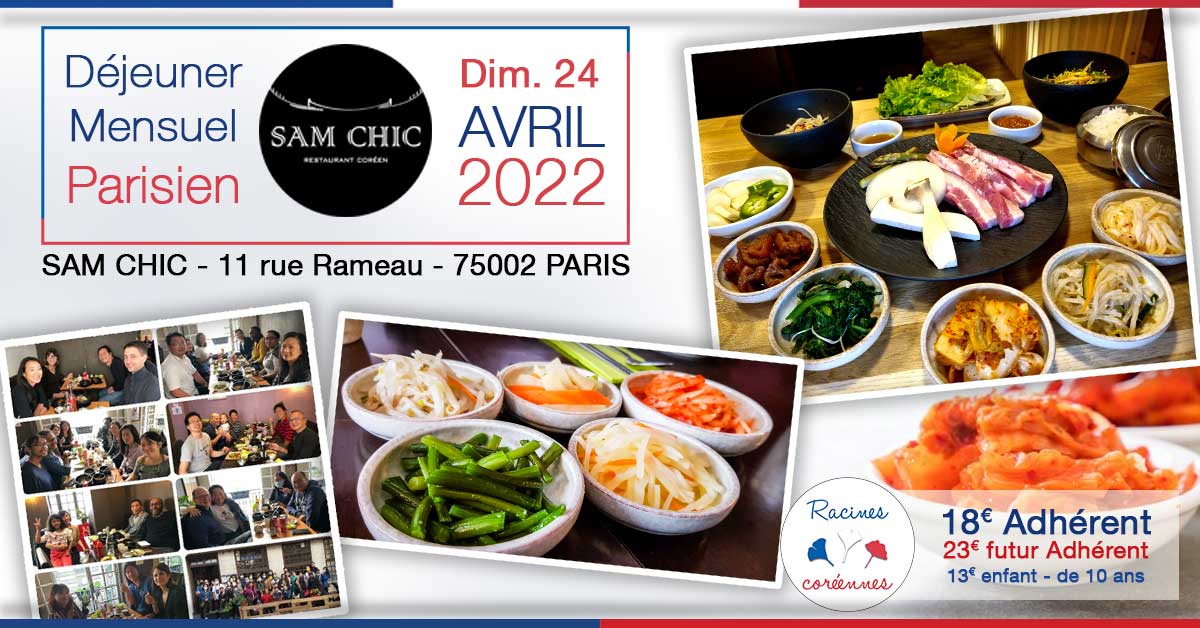 Déjeuner
Mensuel
Parisien
SAM CHIC
RESTAURANT CORÉEN
Dim. 24
AVRIL
2022
SAM CHIC - 11 rue Rameau - 75002 PARIS
Racines
coréennes
18€ Adhérent
23€ futur Adhérent
13€ enfant - de 10 ans